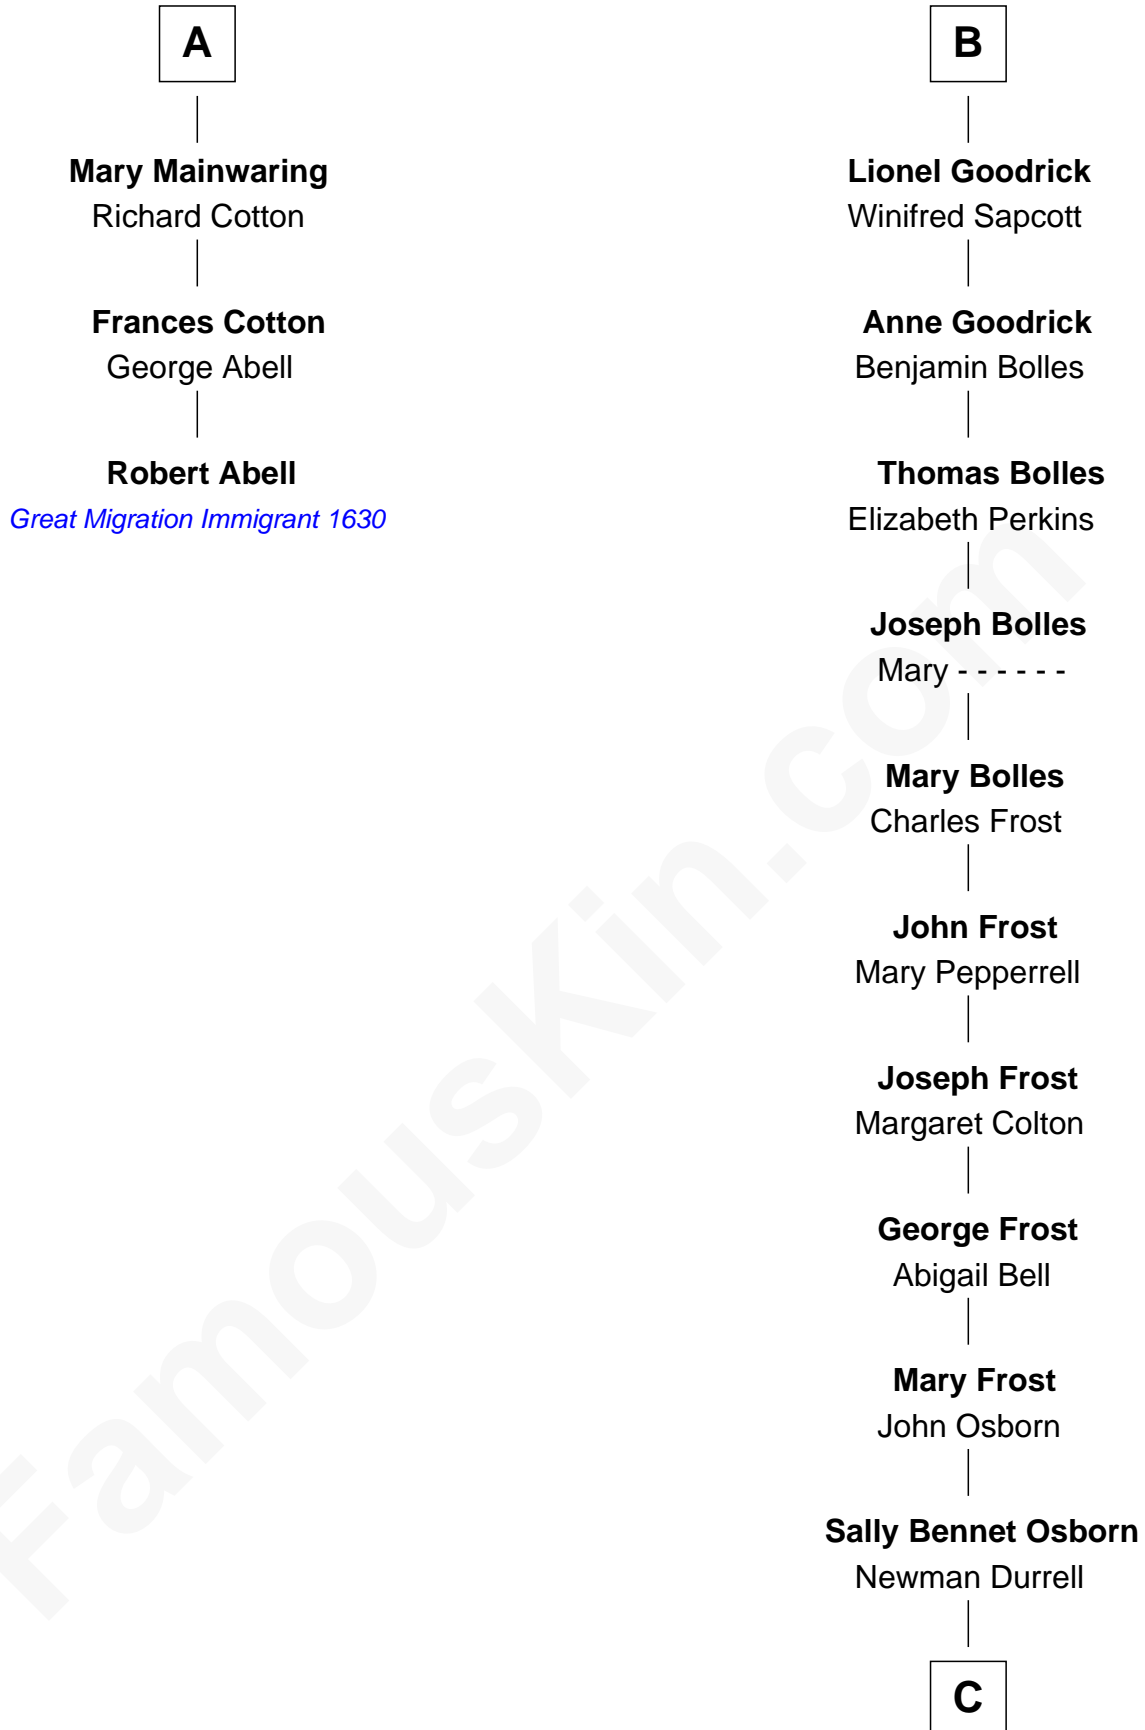 A
Mary Mainwaring
Richard Cotton
Frances Cotton
George Abell
Robert Abell
Great Migration Immigrant 1630
B
Lionel Goodrick
Winifred Sapcott
Anne Goodrick
Benjamin Bolles
Thomas Bolles
Elizabeth Perkins
Joseph Bolles
Mary - - - - - -
Mary Bolles
Charles Frost
John Frost
Mary Pepperrell
Joseph Frost
Margaret Colton
George Frost
Abigail Bell
Mary Frost
John Osborn
Sally Bennet Osborn
Newman Durrell
C
FamousKin.com